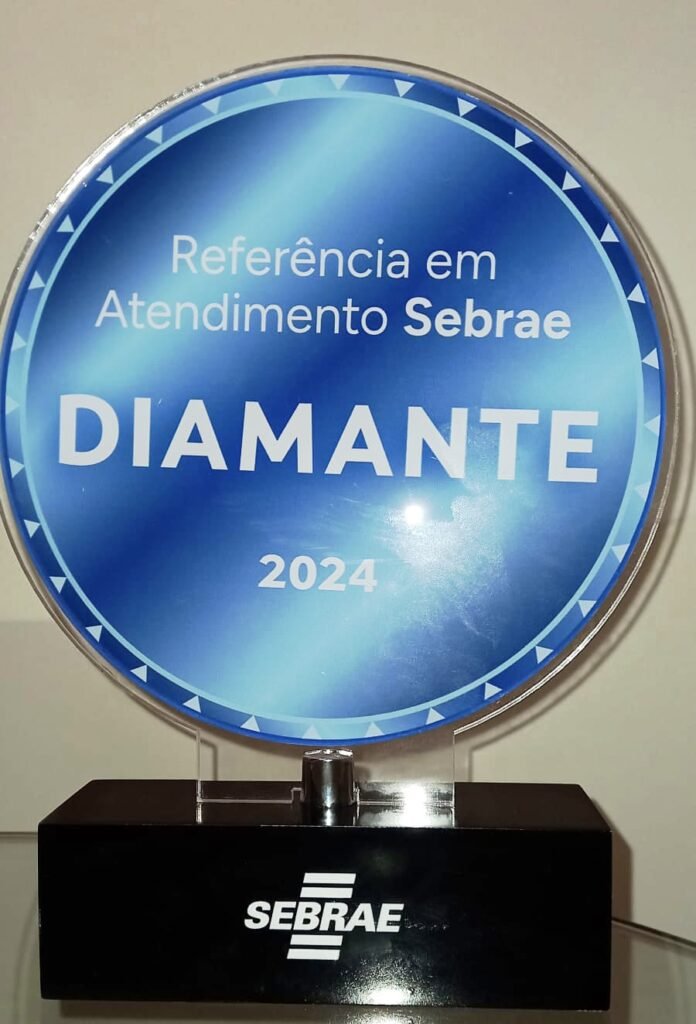 Referência em
Atendimento Sebrae
DIAMANTE
2024
SEBRAE